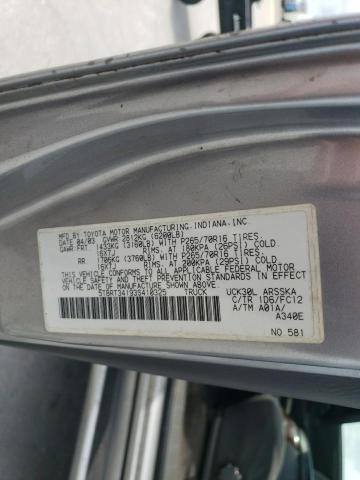 MFD BY TOYOTA MOTOR MANUFACTURING.INDIANA.INC
04/03 GVWR 2812KG (6200LB)
GAWR FRT 1433KG (3160LB) WITH P265/70R16 TIRES.
16X7J RIMS. AT 180KPA (26PSI) COLD.
RR 1706KG (3760LB) WITH P265/70R16 TIRES.
16X7J RIMS. AT 200KPA (29PSI) COLD.
THIS VEHICLE CONFORMS TO ALL APPLICABLE FEDERAL MOTOR
VEHICLE SAFETY AND THEFT PREVENTION STANDARDS IN EFFECT
ON THE DATE OF MANUFACTURE SHOWN ABOVE.
5TBRT34193S410325 TRUCK
UCK30L ARSSKA
C/TR 1D6/FC12
A/TM A01A/
A340E
NO 581